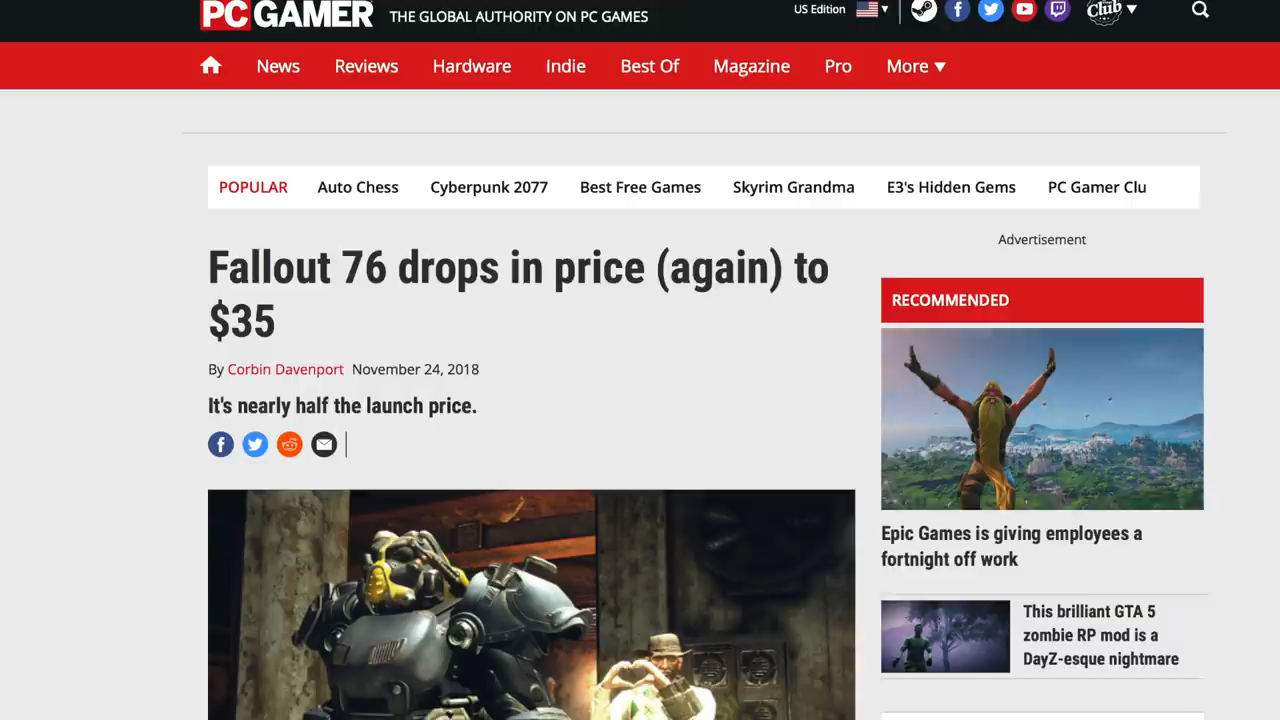 PC GAMER THE GLOBAL AUTHORITY ON PC GAMES
US Edition
Club
News Reviews Hardware Indie Best Of Magazine Pro More
POPULAR Auto Chess Cyberpunk 2077 Best Free Games Skyrim Grandma E3's Hidden Gems PC Gamer Clu
Fallout 76 drops in price (again) to
$35
By Corbin Davenport November 24, 2018
It's nearly half the launch price.
Advertisement
RECOMMENDED
Epic Games is giving employees a
fortnight off work
This brilliant GTA 5
zombie RP mod is a
DayZ-esque nightmare